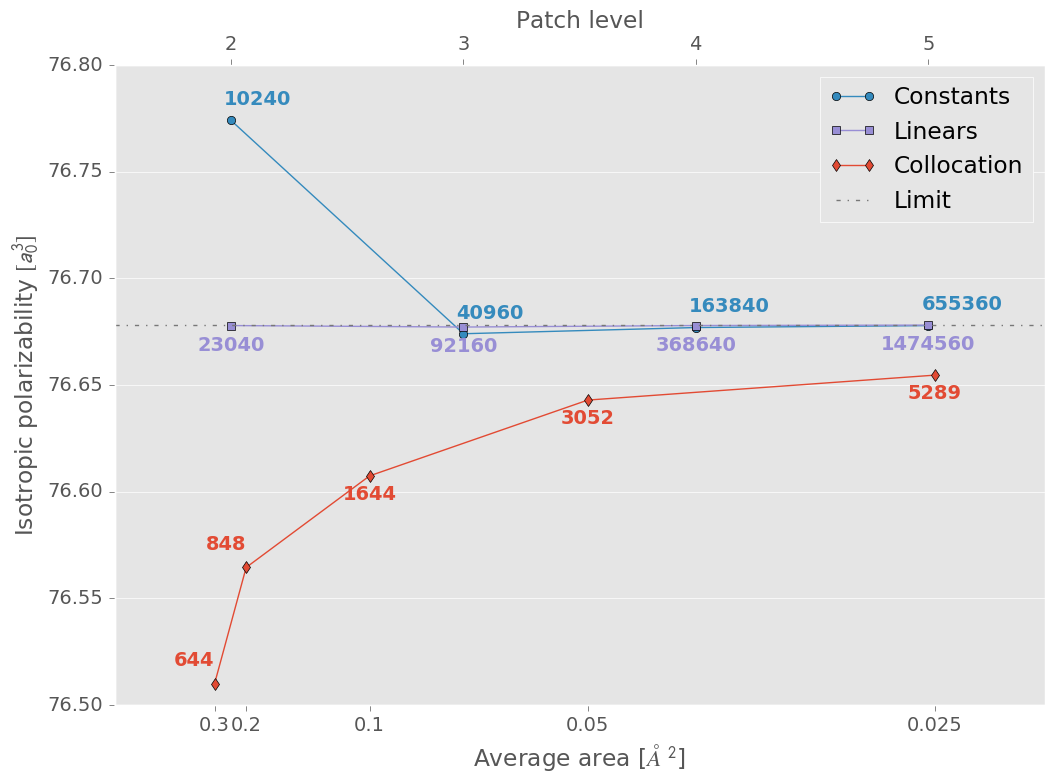 Patch level
2 3 4 5
76.80
10240
Constants
Linears
Collocation
Limit
76.75
76.70
40960
163840
655360
23040
92160
368640
1474560
76.65
5289
3052
76.60
1644
848
76.55
644
76.50
Isotropic polarizability [a₀³]
0.3 0.2 0.1 0.05 0.025
Average area [Å ²]